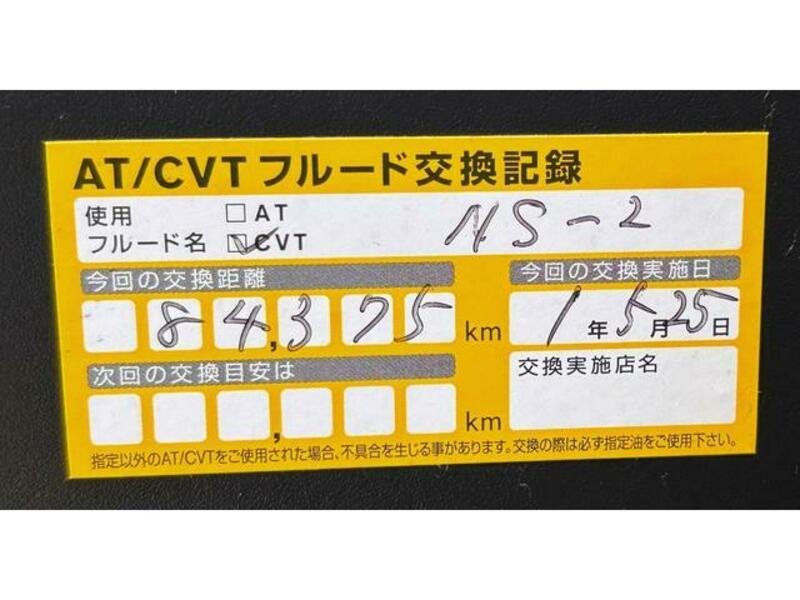 AT/CVTフルード交換記録
使用 □AT
フルード名 ☑CVT NS-2
今回の交換距離
84,375 km
今回の交換実施日
1年5月25日
次回の交換目安は
, km
交換実施店名
指定以外のAT/CVTをご使用された場合、不具合を生じる事があります。交換の際は必ず指定油をご使用下さい。